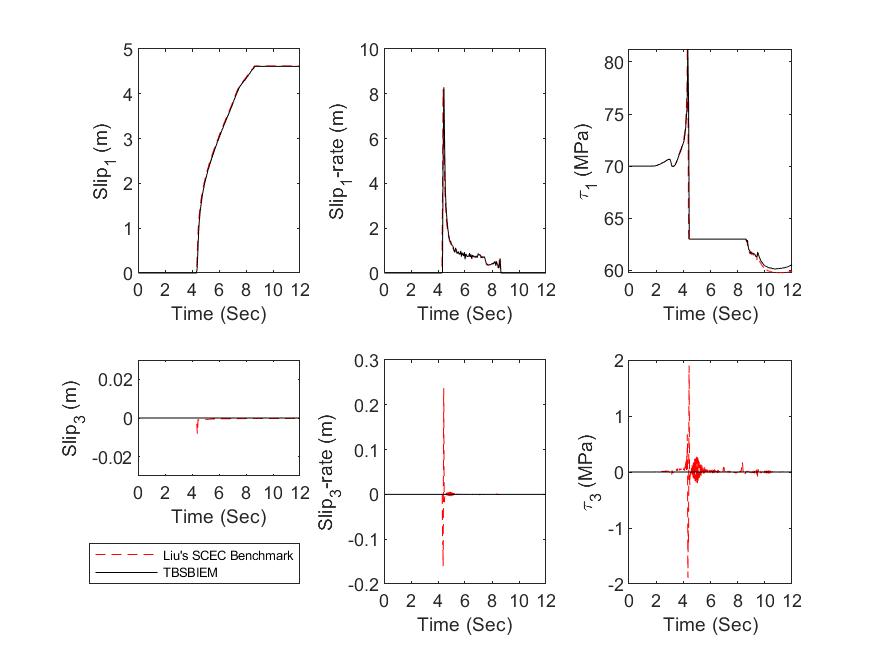 5
4
3
2
1
0
0 2 4 6 8 10 12
Slip1 (m)
Time (Sec)
10
8
6
4
2
0
0 2 4 6 8 10 12
Slip1-rate (m)
Time (Sec)
80
75
70
65
60
0 2 4 6 8 10 12
τ1 (MPa)
Time (Sec)
0.02
0
-0.02
0 2 4 6 8 10 12
Slip3 (m)
Time (Sec)
Liu's SCEC Benchmark
TBSBIEM
0.3
0.2
0.1
0
-0.1
-0.2
0 2 4 6 8 10 12
Slip3-rate (m)
Time (Sec)
2
1
0
-1
-2
0 2 4 6 8 10 12
τ3 (MPa)
Time (Sec)